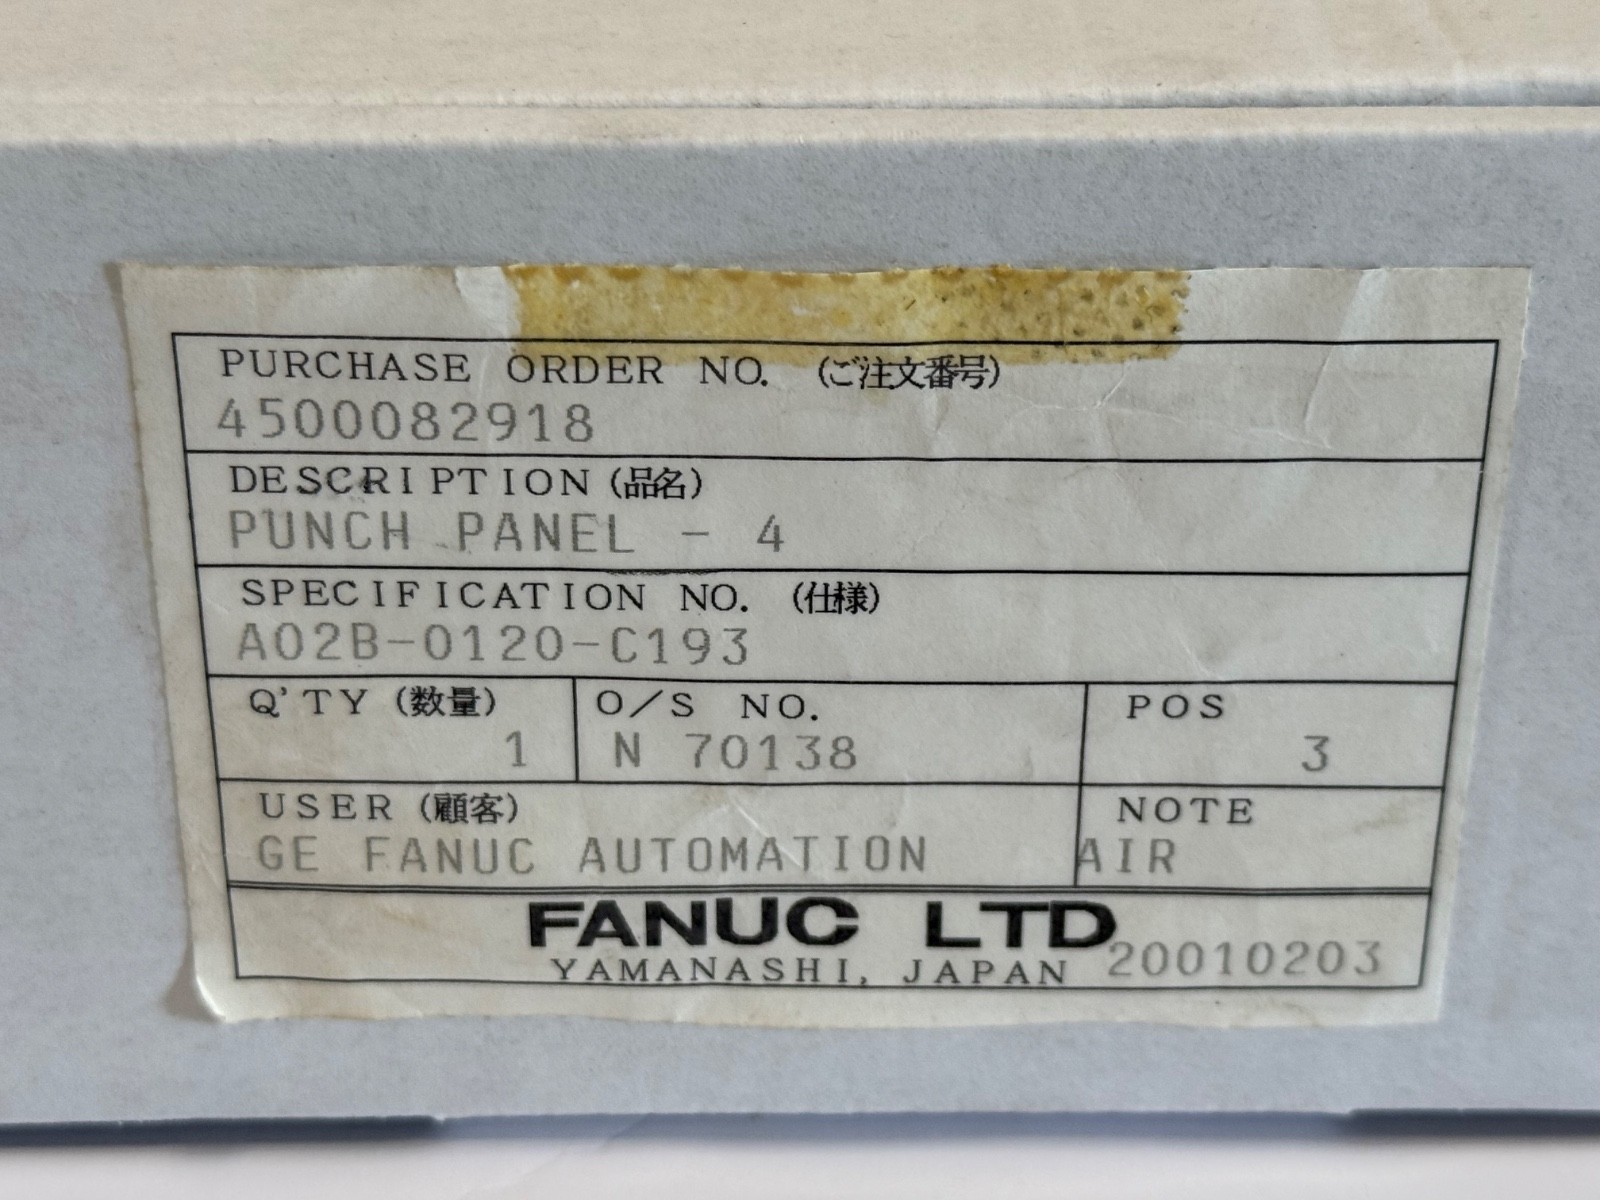 PURCHASE ORDER NO. (ご注文番号)
4500082918
DESCRIPTION (品名)
PUNCH PANEL - 4
SPECIFICATION NO. (仕様)
A02B-0120-C193
Q'TY (数量) O/S NO. POS
1 N 70138 3
USER (顧客) NOTE
GE FANUC AUTOMATION AIR
FANUC LTD
YAMANASHI, JAPAN 20010203